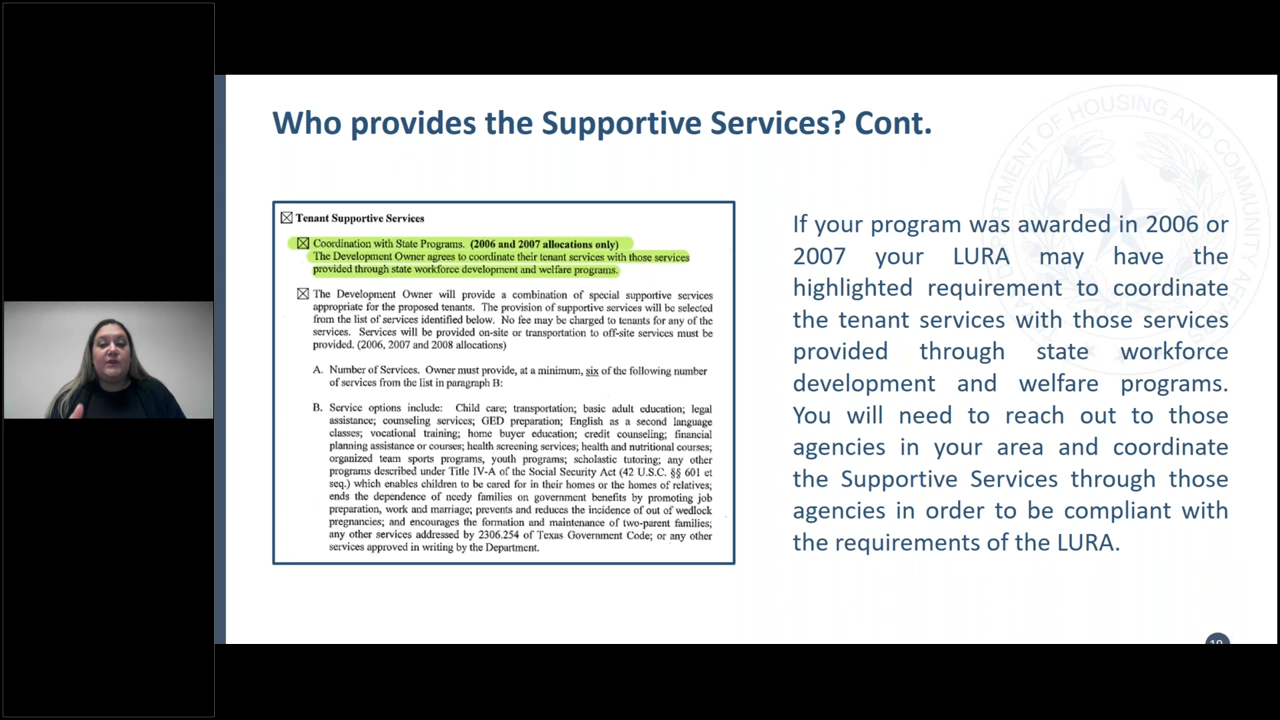 Who provides the Supportive Services? Cont.
Tenant Supportive Services
Coordination with State Programs. (2006 and 2007 allocations only)
The Development Owner agrees to coordinate their tenant services with those services
provided through state workforce development and welfare programs.
The Development Owner will provide a combination of special supportive services
appropriate for the proposed tenants. The provision of supportive services will be selected
from the list of services identified below. No fee may be charged to tenants for any of the
services. Services will be provided on-site or transportation to off-site services must be
provided. (2006, 2007 and 2008 allocations)
A. Number of Services. Owner must provide, at a minimum, six of the following number
of services from the list in paragraph B:
B. Service options include: Child care; transportation; basic adult education; legal
assistance; counseling services; GED preparation; English as a second language
classes; vocational training; home buyer education; credit counseling; financial
planning assistance or courses; health screening services; health and nutritional courses;
organized team sports programs, youth programs; scholastic tutoring; any other
programs described under Title IV-A of the Social Security Act (42 U.S.C. §§ 601 et
seq.) which enables children to be cared for in their homes or the homes of relatives;
ends the dependence of needy families on government benefits by promoting job
preparation, work and marriage; prevents and reduces the incidence of out of wedlock
pregnancies; and encourages the formation and maintenance of two-parent families;
any other services addressed by 2306.254 of Texas Government Code; or any other
services approved in writing by the Department.
If your program was awarded in 2006 or
2007 your LURA may have the
highlighted requirement to coordinate
the tenant services with those services
provided through state workforce
development and welfare programs.
You will need to reach out to those
agencies in your area and coordinate
the Supportive Services through those
agencies in order to be compliant with
the requirements of the LURA.
DEPARTMENT OF HOUSING AND COMMUNITY AFFAIRS